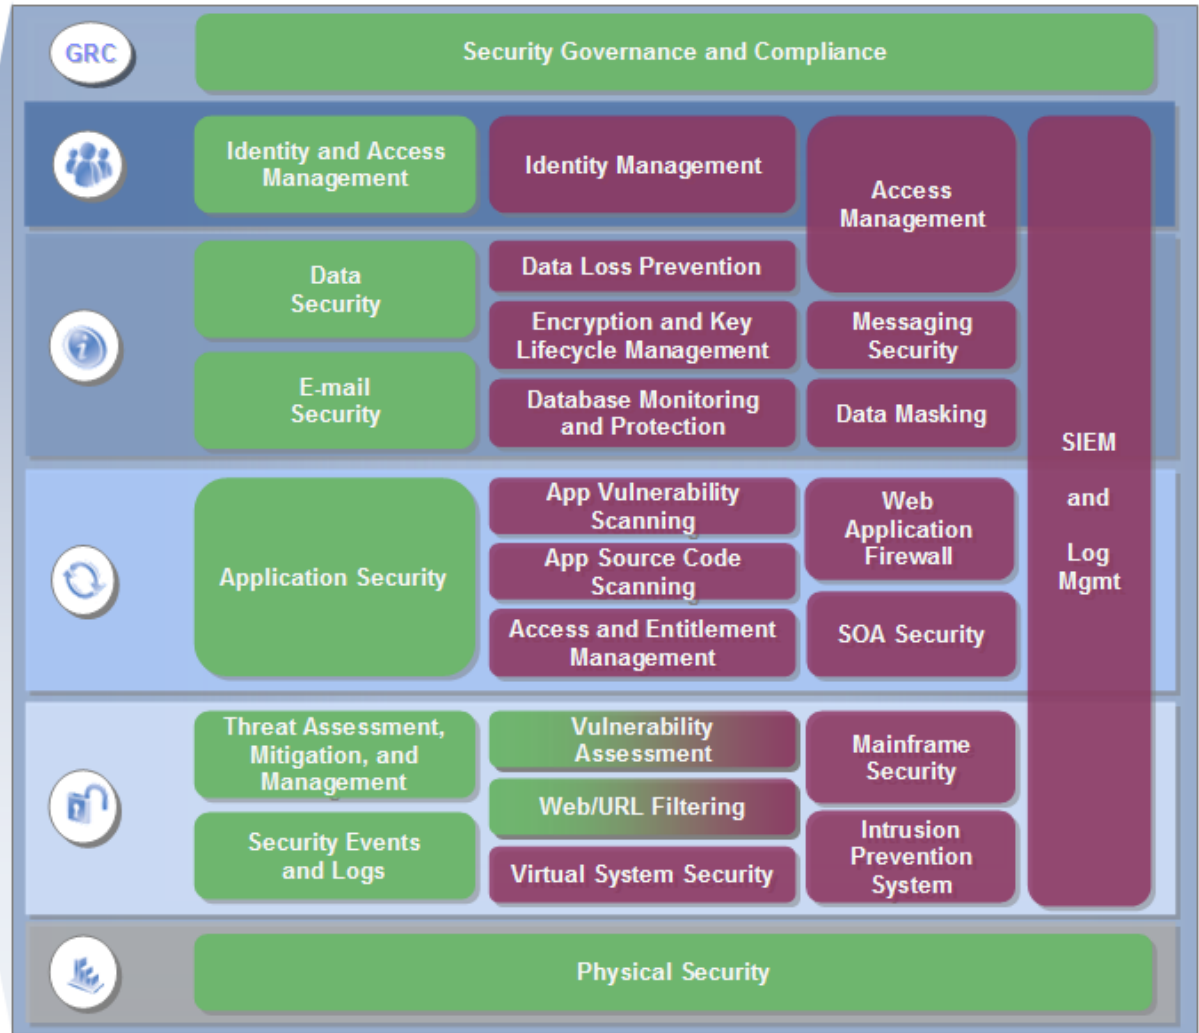 GRC
Security Governance and Compliance
Identity and Access
Management
Identity Management
Access
Management
Data
Security
Data Loss Prevention
Encryption and Key
Lifecycle Management
Messaging
Security
E-mail
Security
Database Monitoring
and Protection
Data Masking
SIEM
and
Log
Mgmt
Application Security
App Vulnerability
Scanning
App Source Code
Scanning
Access and Entitlement
Management
Web
Application
Firewall
SOA Security
Threat Assessment,
Mitigation, and
Management
Vulnerability
Assessment
Mainframe
Security
Web/URL Filtering
Security Events
and Logs
Virtual System Security
Intrusion
Prevention
System
Physical Security